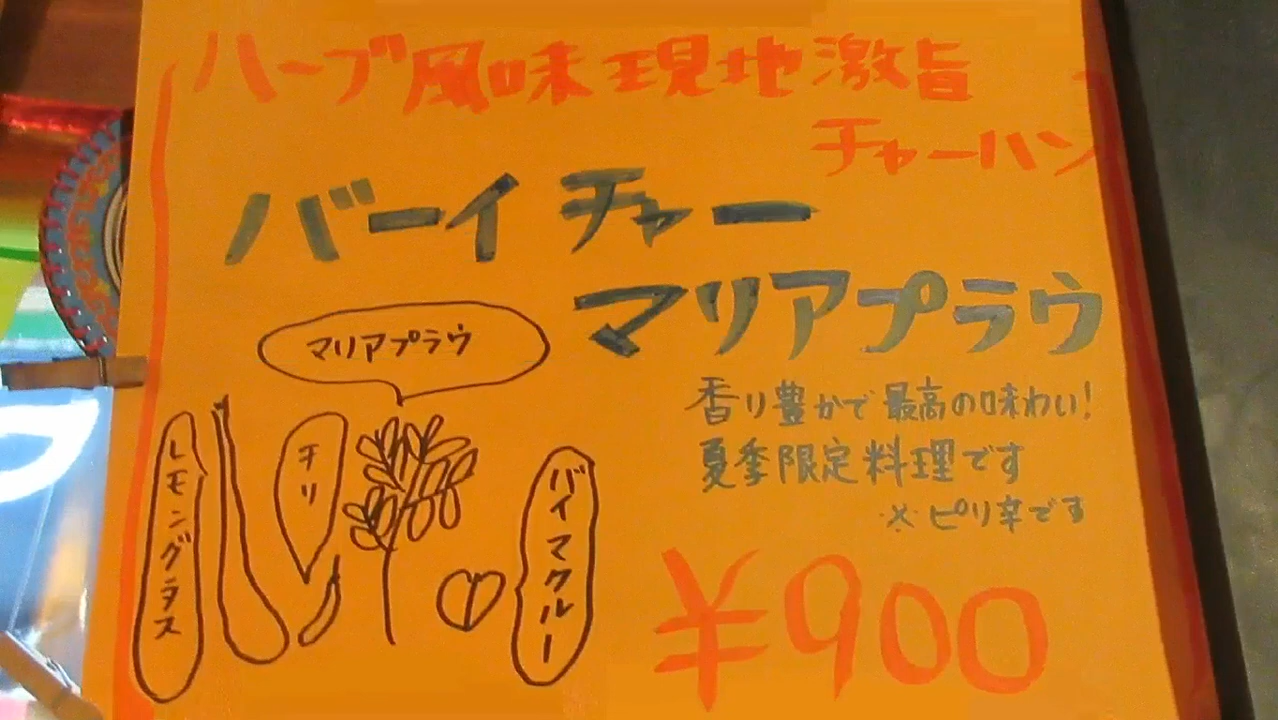 ハーブ風味現地激旨
チャーハン
バーイチャー
マリアプラウ
マリアプラウ
香り豊かで最高の味わい!
夏季限定料理です
※ピリ辛です
レモングラス
チリ
バイマクルー
¥900